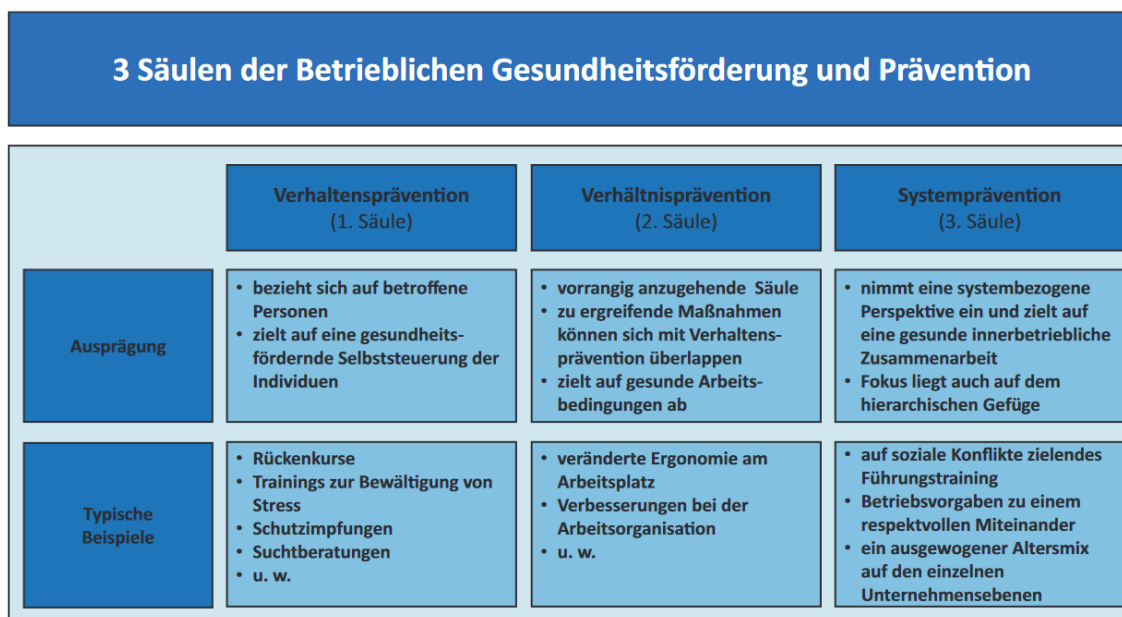 3 Säulen der Betrieblichen Gesundheitsförderung und Prävention
Verhaltensprävention
(1. Säule)
Verhältnisprävention
(2. Säule)
Systemprävention
(3. Säule)
Ausprägung
• bezieht sich auf betroffene
Personen
• zielt auf eine gesundheits-
fördernde Selbststeuerung der
Individuen
• vorrangig anzugehende Säule
• zu ergreifende Maßnahmen
können sich mit Verhaltens-
prävention überlappen
• zielt auf gesunde Arbeits-
bedingungen ab
• nimmt eine systembezogene
Perspektive ein und zielt auf
eine gesunde innerbetriebliche
Zusammenarbeit
• Fokus liegt auch auf dem
hierarchischen Gefüge
Typische
Beispiele
• Rückenkurse
• Trainings zur Bewältigung von
Stress
• Schutzimpfungen
• Suchtberatungen
• u. w.
• veränderte Ergonomie am
Arbeitsplatz
• Verbesserungen bei der
Arbeitsorganisation
• u. w.
• auf soziale Konflikte zielendes
Führungstraining
• Betriebsvorgaben zu einem
respektvollen Miteinander
• ein ausgewogener Altersmix
auf den einzelnen
Unternehmensebenen